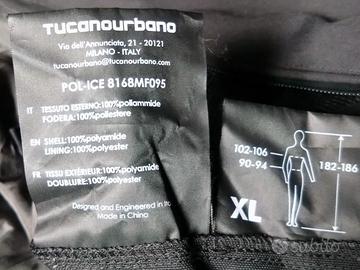 TUCANOURBANO
Via dell'Annunciata, 21 - 20121
MILANO - ITALY
tucanourbano@tucanourbano.com
POL-ICE 8168MF095
IT TESSUTO ESTERNO:100%poliammide
FODERA:100%poliestere
EN SHELL:100%polyamide
LINING:100%polyester
FR TISSU EXTÉRIEUR:100%polyamide
DOUBLURE:100%polyester
Designed and Engineered in It
Made in China
102-106
90-94
182-186
XL
subito